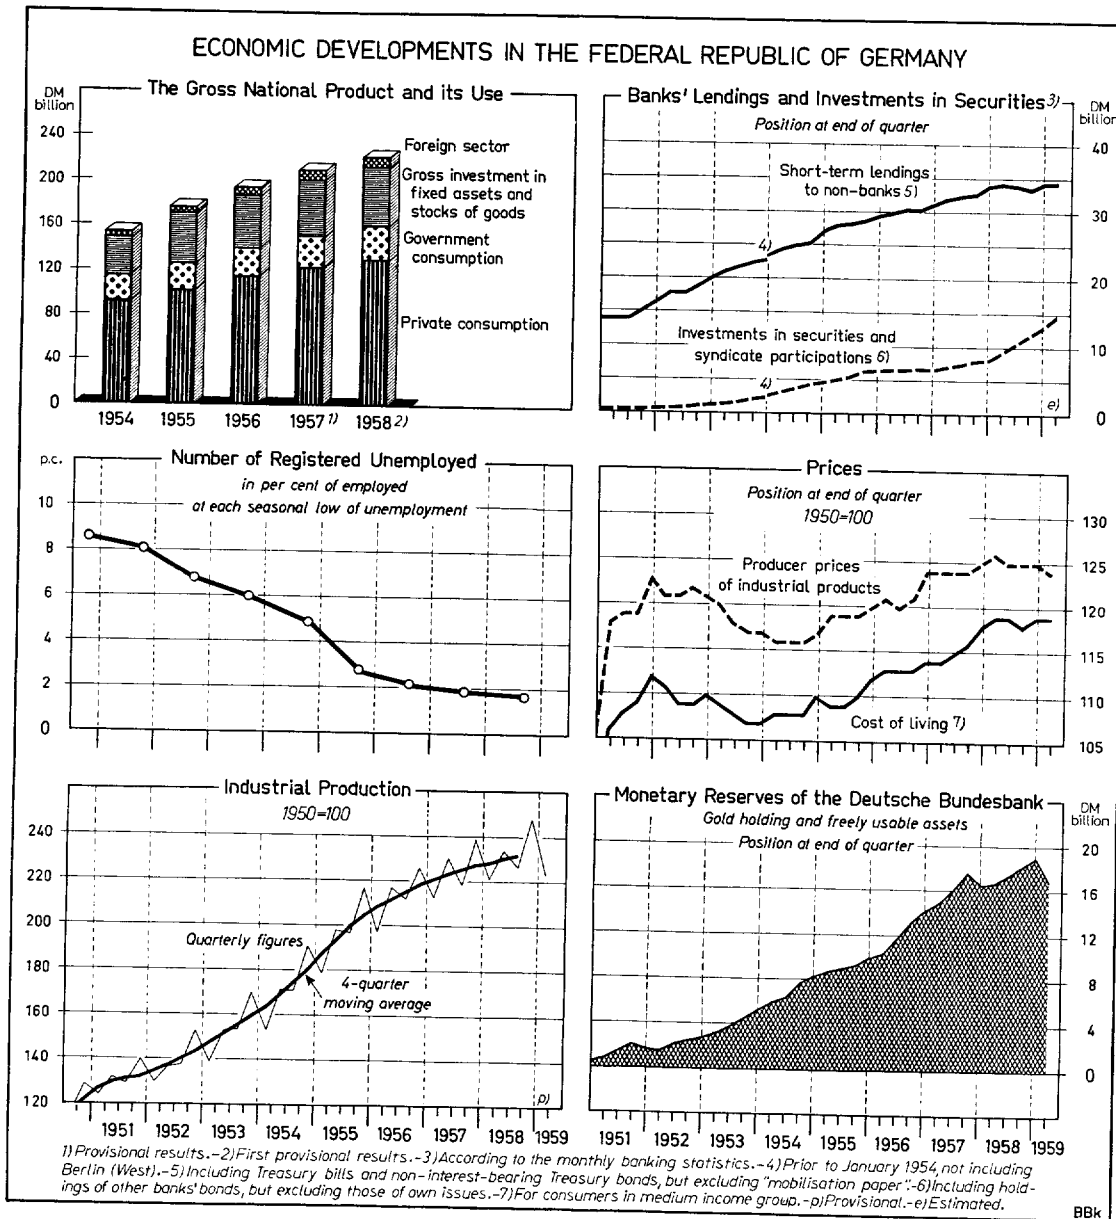 ECONOMIC DEVELOPMENTS IN THE FEDERAL REPUBLIC OF GERMANY
DM
billion
The Gross National Product and its Use
240
200
160
120
80
40
0
Foreign sector
Gross investment in
fixed assets and
stocks of goods
Government
consumption
Private consumption
1954 1955 1956 1957 1) 1958 2)
Banks' Lendings and Investments in Securities 3)
Position at end of quarter
DM
billion
40
30
20
10
0
Short-term lendings
to non-banks 5)
4)
Investments in securities and
syndicate participations 6)
4)
e)
p.c.
Number of Registered Unemployed
in per cent of employed
at each seasonal low of unemployment
10
8
6
4
2
0
Prices
Position at end of quarter
1950=100
130
125
120
115
110
105
Producer prices
of industrial products
Cost of living 7)
Industrial Production
1950=100
240
220
200
180
160
140
120
Quarterly figures
4-quarter
moving average
p)
1951 1952 1953 1954 1955 1956 1957 1958 1959
Monetary Reserves of the Deutsche Bundesbank
Gold holding and freely usable assets
Position at end of quarter
DM
billion
20
16
12
8
4
0
1951 1952 1953 1954 1955 1956 1957 1958 1959
1) Provisional results.-2) First provisional results.-3) According to the monthly banking statistics.-4) Prior to January 1954, not including
Berlin (West).-5) Including Treasury bills and non-interest-bearing Treasury bonds, but excluding "mobilisation paper".-6) Including hold-
ings of other banks' bonds, but excluding those of own issues.-7) For consumers in medium income group.-p) Provisional.-e) Estimated.
BBk